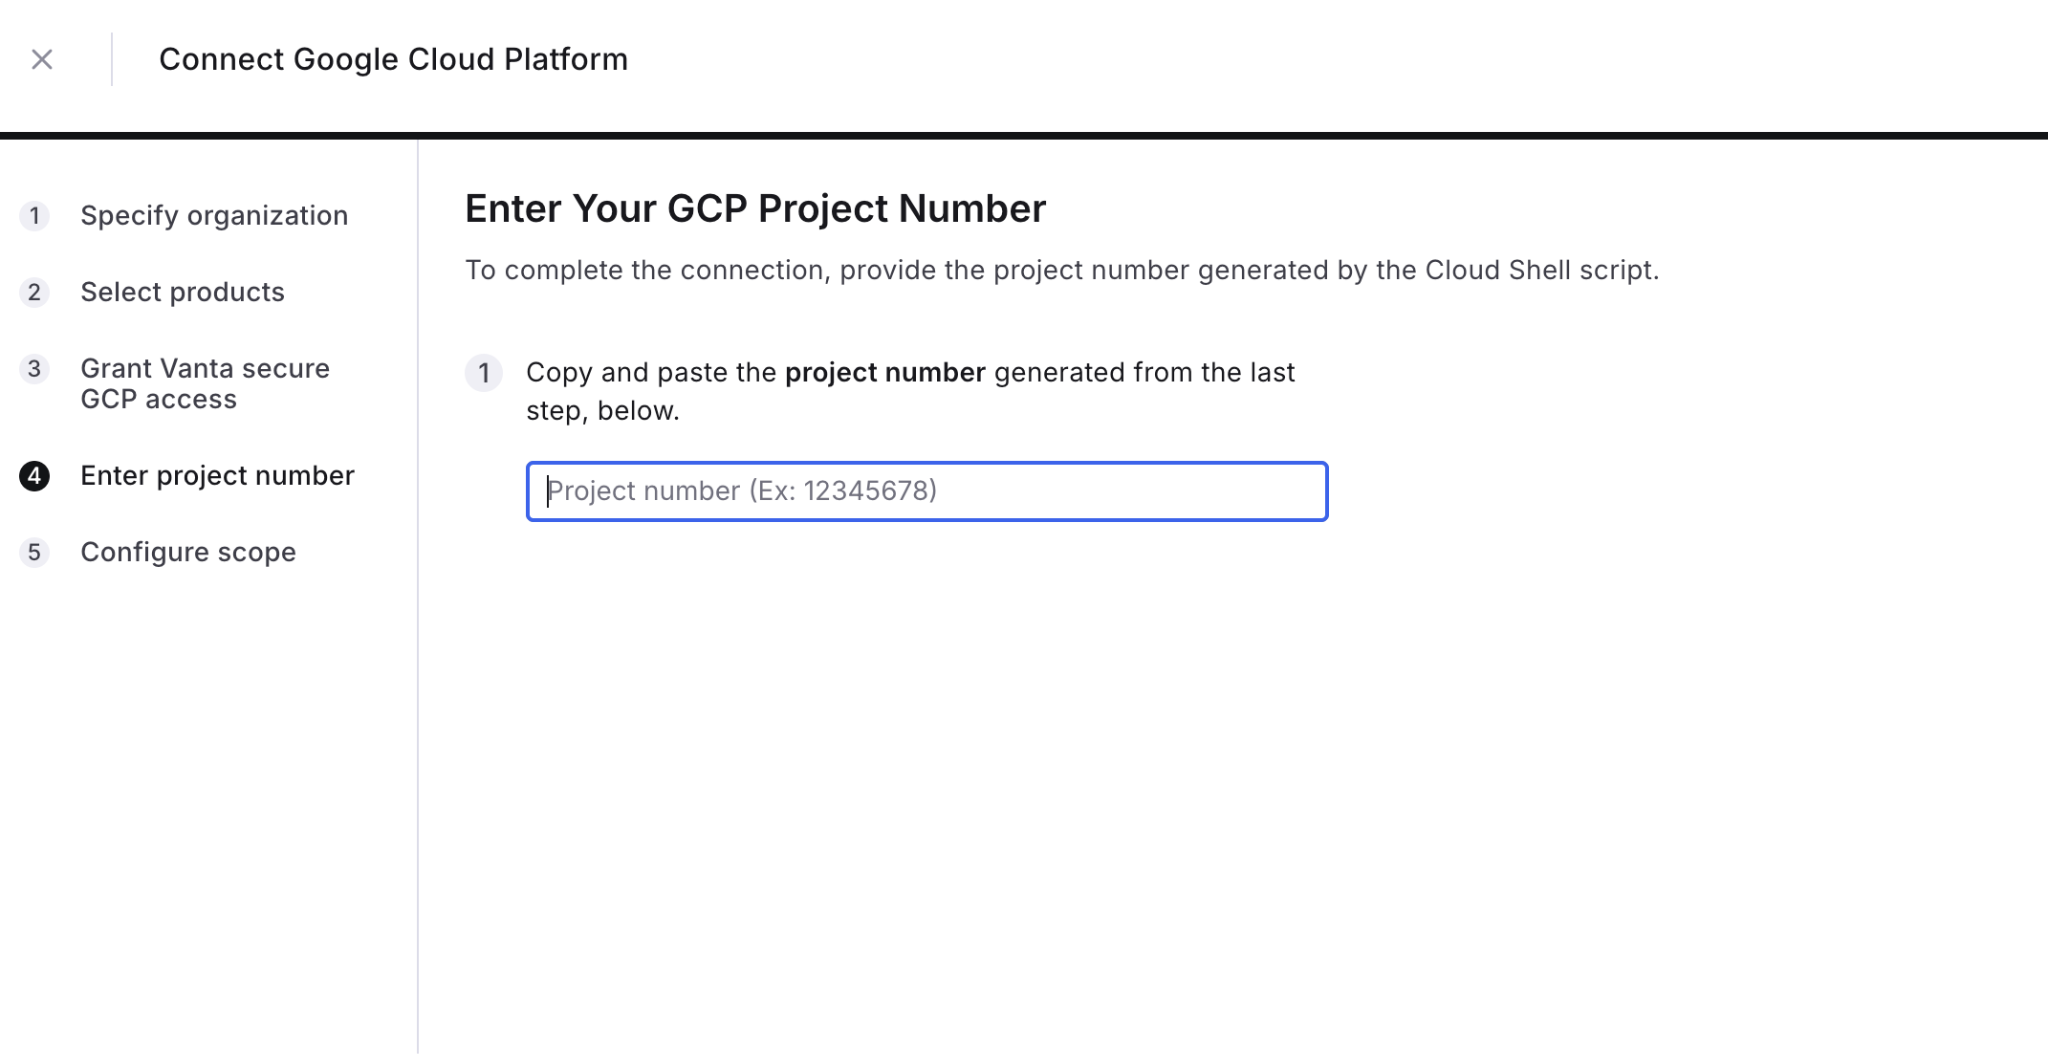 Connect Google Cloud Platform
1 Specify organization
2 Select products
3 Grant Vanta secure
GCP access
4 Enter project number
5 Configure scope
Enter Your GCP Project Number
To complete the connection, provide the project number generated by the Cloud Shell script.
1 Copy and paste the project number generated from the last
step, below.
Project number (Ex: 12345678)